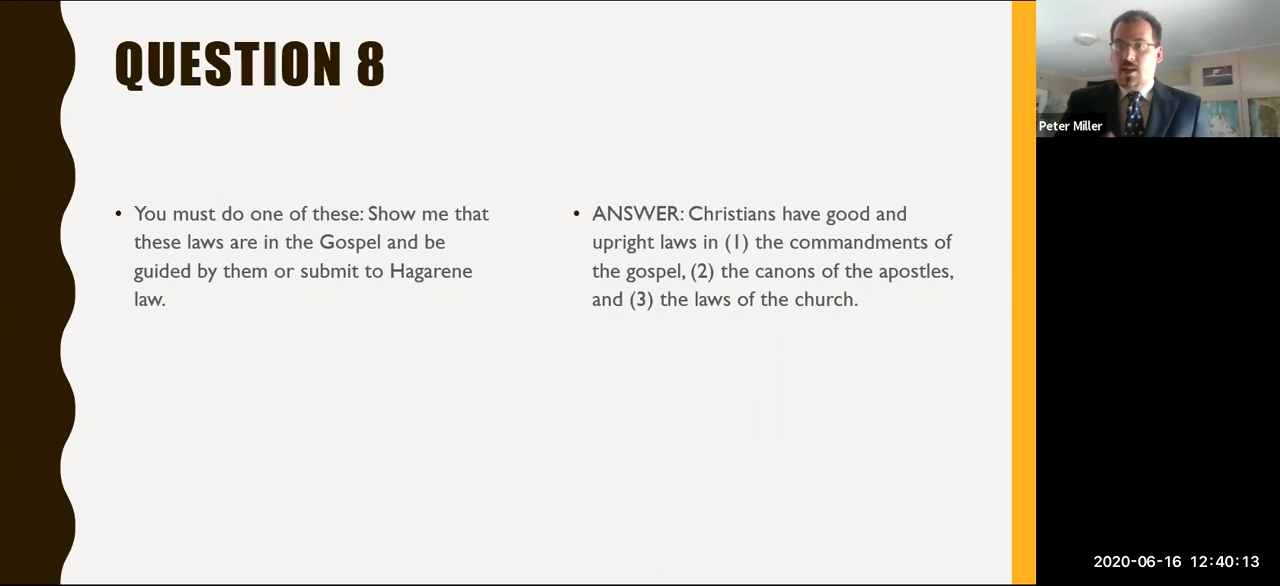 QUESTION 8
• You must do one of these: Show me that
these laws are in the Gospel and be
guided by them or submit to Hagarene
law.
• ANSWER: Christians have good and
upright laws in (1) the commandments of
the gospel, (2) the canons of the apostles,
and (3) the laws of the church.
Peter Miller
2020-06-16 12:40:13